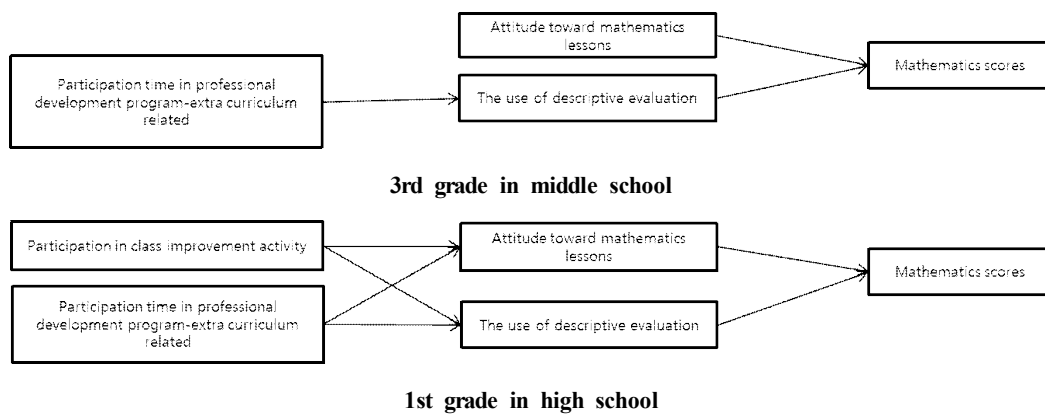 Attitude toward mathematics
lessons
Participation time in professional
development program-extra curriculum
related
The use of descriptive evaluation
Mathematics scores
3rd grade in middle school
Participation in class improvement activity
Attitude toward mathematics
lessons
Mathematics scores
Participation time in professional
development program-extra curriculum
related
The use of descriptive evaluation
1st grade in high school